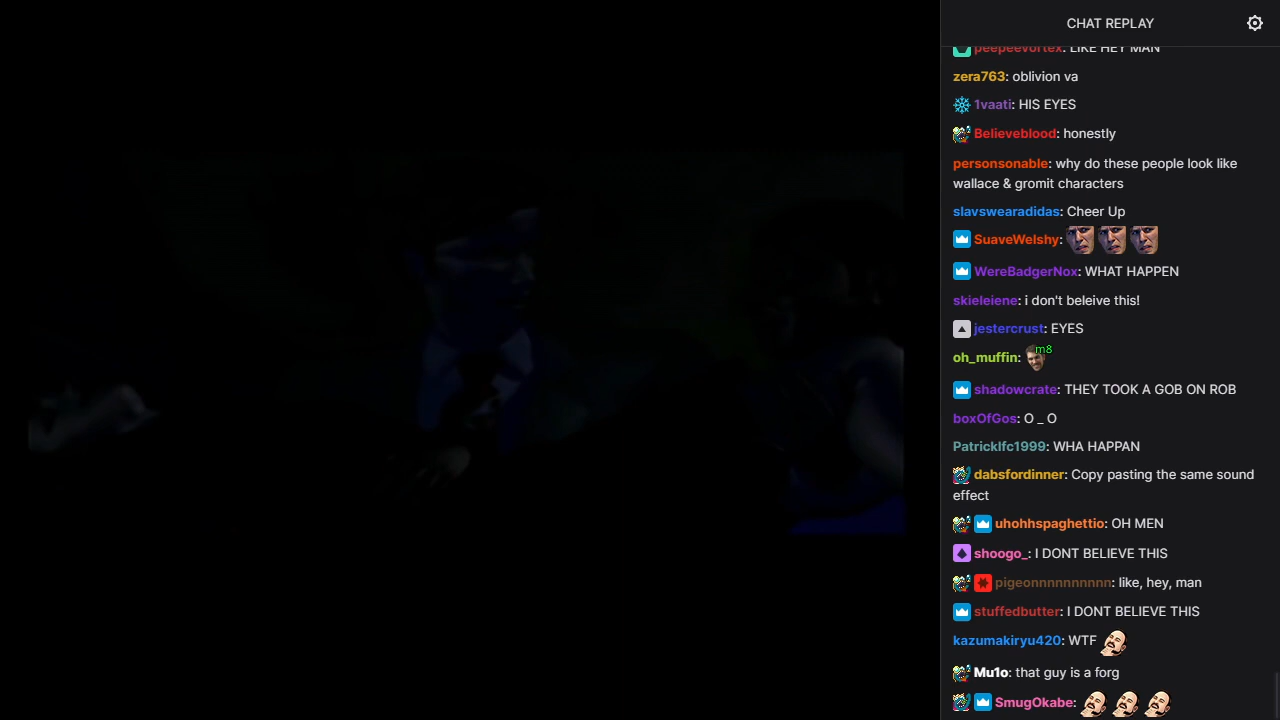 CHAT REPLAY
peepeevortex: LIKE HEY MAN
zera763: oblivion va
1vaati: HIS EYES
Believeblood: honestly
personsonable: why do these people look like
wallace & gromit characters
slavswearadidas: Cheer Up
SuaveWelshy:
WereBadgerNox: WHAT HAPPEN
skieleiene: i don't beleive this!
jestercrust: EYES
oh_muffin: m8
shadowcrate: THEY TOOK A GOB ON ROB
boxOfGos: O _ O
Patricklfc1999: WHA HAPPAN
dabsfordinner: Copy pasting the same sound
effect
uhohhspaghettio: OH MEN
shoogo_: I DONT BELIEVE THIS
pigeonnnnnnnnnn: like, hey, man
stuffedbutter: I DONT BELIEVE THIS
kazumakiryu420: WTF
Mu1o: that guy is a forg
SmugOkabe: